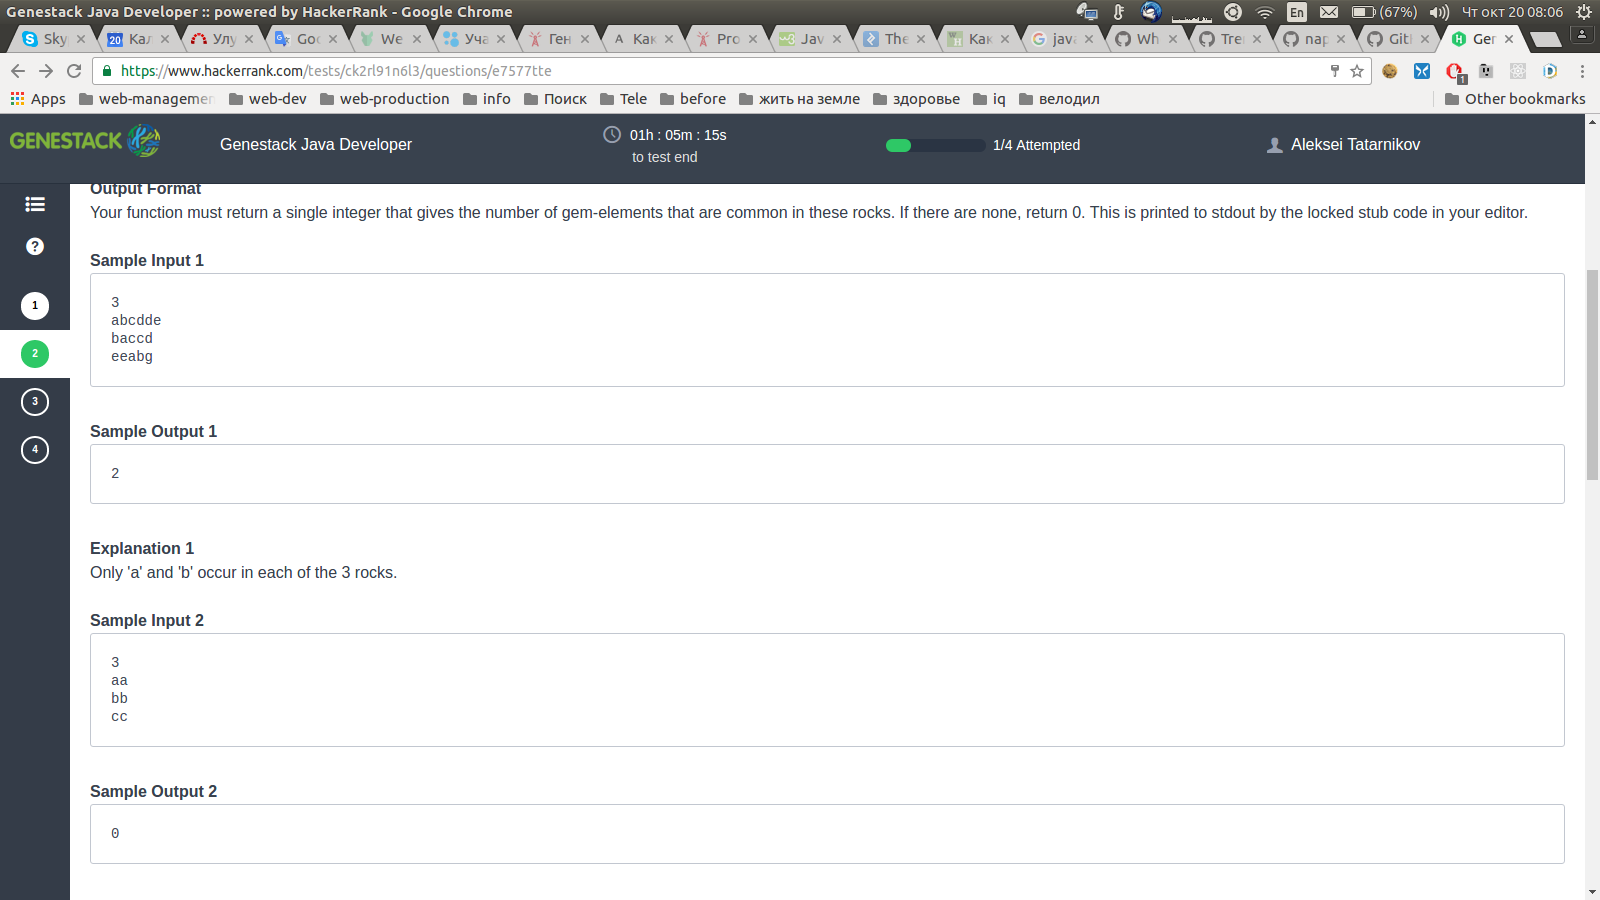 Genestack Java Developer :: powered by HackerRank - Google Chrome
En
(67%)
Чт окт 20 08:06
Sky
20 Кал
Улу
Goo
We
Уча
Ген
A Как
Pro
w3 Jav
The
Как
java
Wh
Tre
nap
Git
Ger
https://www.hackerrank.com/tests/ck2rl91n6l3/questions/e7577tte
1
Apps
web-managemen
web-dev
web-production
info
Поиск
Tele
before
жить на земле
здоровье
iq
велодил
Other bookmarks
GENESTACK
Genestack Java Developer
01h : 05m : 15s
to test end
1/4 Attempted
Aleksei Tatarnikov
?
1
2
3
4
Output Format
Your function must return a single integer that gives the number of gem-elements that are common in these rocks. If there are none, return 0. This is printed to stdout by the locked stub code in your editor.
Sample Input 1
3
abcdde
baccd
eeabg
Sample Output 1
2
Explanation 1
Only 'a' and 'b' occur in each of the 3 rocks.
Sample Input 2
3
aa
bb
cc
Sample Output 2
0